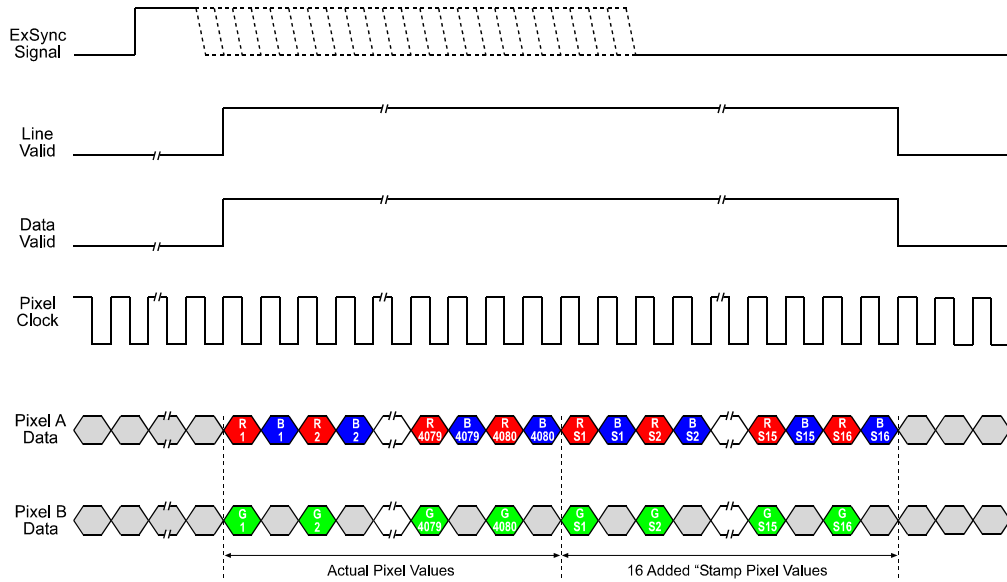 ExSync
Signal
Line
Valid
Data
Valid
Pixel
Clock
Pixel A
Data
R
1
B
1
R
2
B
2
R
4079
B
4079
R
4080
B
4080
R
S1
B
S1
R
S2
B
S2
R
S15
B
S15
R
S16
B
S16
Pixel B
Data
G
1
G
2
G
4079
G
4080
G
S1
G
S2
G
S15
G
S16
Actual Pixel Values
16 Added “Stamp Pixel Values